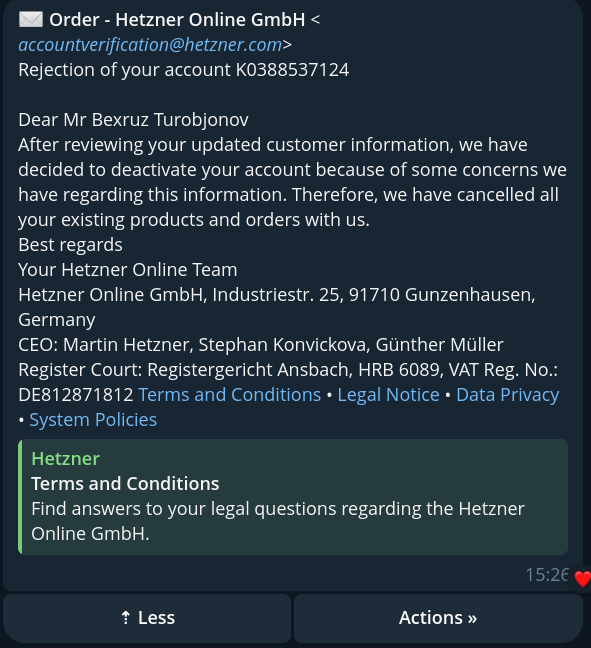 ✉️ Order - Hetzner Online GmbH <
accountverification@hetzner.com>
Rejection of your account K0388537124
Dear Mr Bexruz Turobjonov
After reviewing your updated customer information, we have
decided to deactivate your account because of some concerns we
have regarding this information. Therefore, we have cancelled all
your existing products and orders with us.
Best regards
Your Hetzner Online Team
Hetzner Online GmbH, Industriestr. 25, 91710 Gunzenhausen,
Germany
CEO: Martin Hetzner, Stephan Konvickova, Günther Müller
Register Court: Registergericht Ansbach, HRB 6089, VAT Reg. No.:
DE812871812 Terms and Conditions • Legal Notice • Data Privacy
• System Policies
Hetzner
Terms and Conditions
Find answers to your legal questions regarding the Hetzner
Online GmbH.
15:26
⇡ Less
Actions »